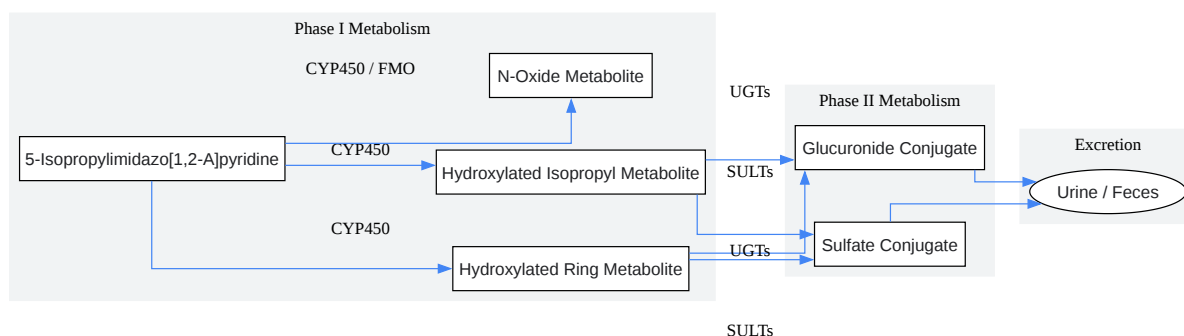 Phase I Metabolism
CYP450 / FMO
N-Oxide Metabolite
UGTs
Phase II Metabolism
5-Isopropylimidazo[1,2-A]pyridine
CYP450
Hydroxylated Isopropyl Metabolite
SULTs
Glucuronide Conjugate
Excretion
Urine / Feces
CYP450
Hydroxylated Ring Metabolite
UGTs
Sulfate Conjugate
SULTs